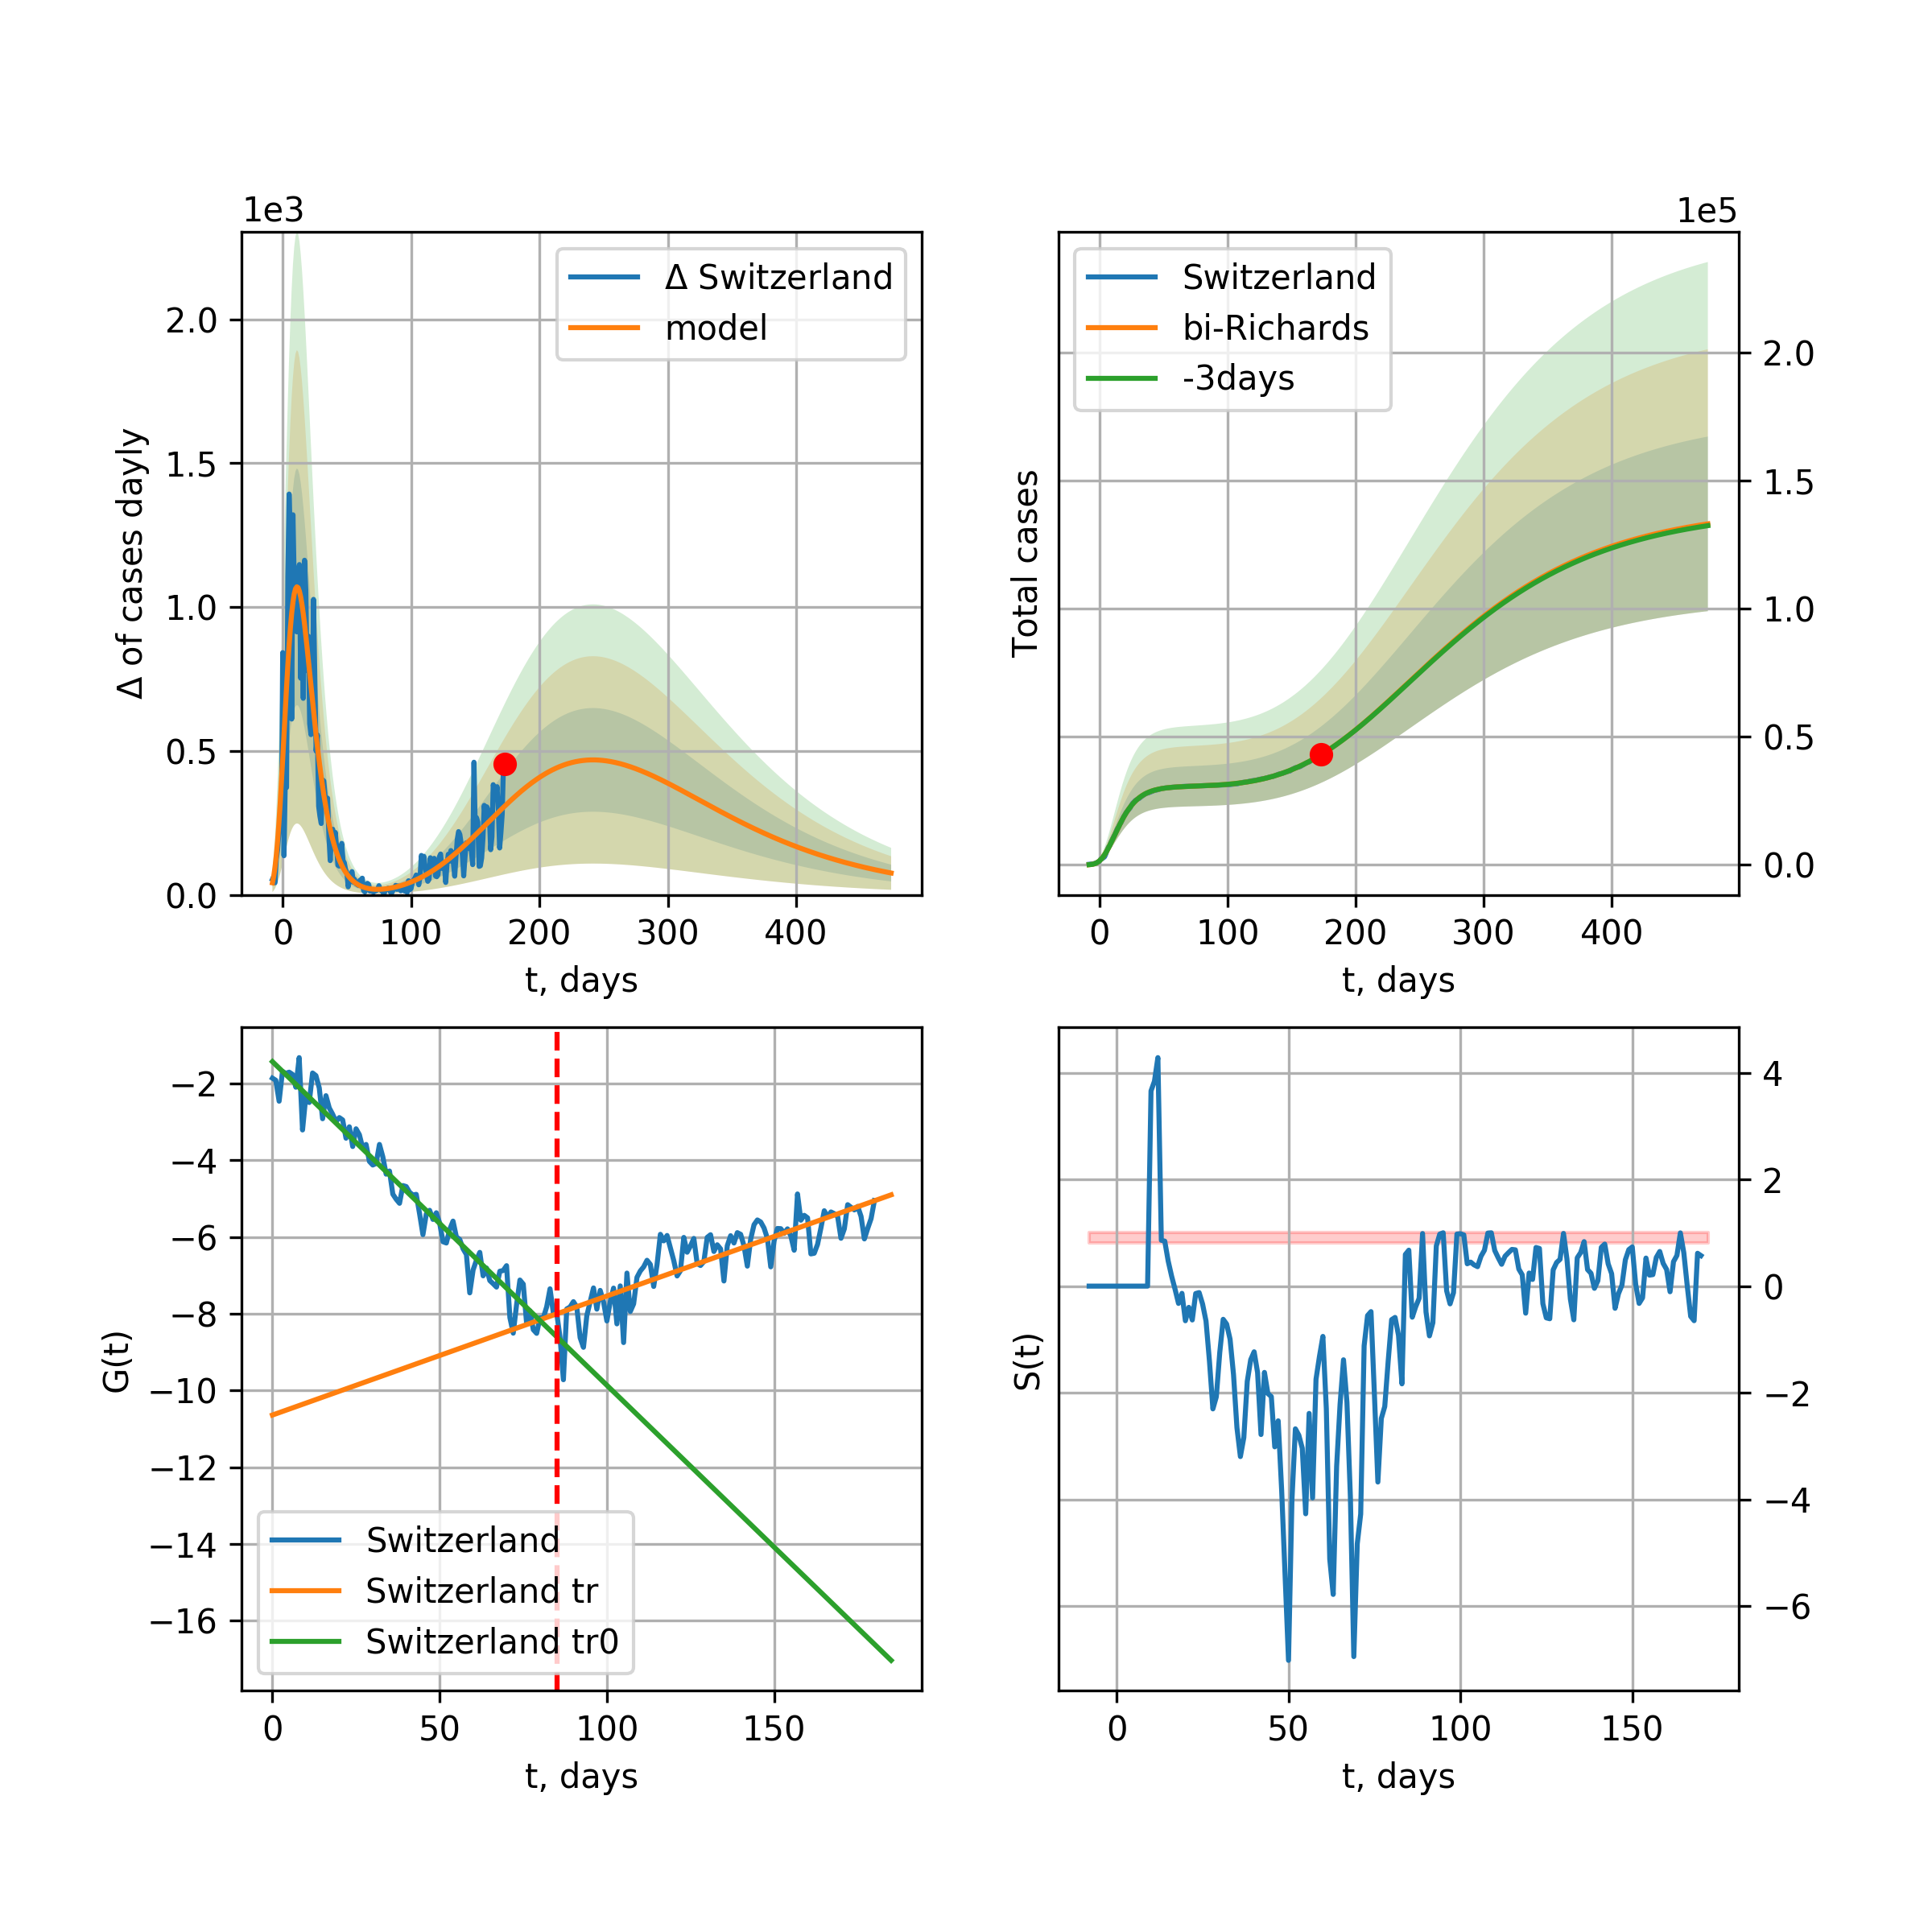 1e3
Δ of cases dayly
2.0
1.5
1.0
0.5
0.0
Δ Switzerland
model
0 100 200 300 400
t, days
1e5
Total cases
Switzerland
bi-Richards
-3days
2.0
1.5
1.0
0.5
0.0
0 100 200 300 400
t, days
G(t)
−2
−4
−6
−8
−10
−12
−14
−16
Switzerland
Switzerland tr
Switzerland tr0
0 50 100 150
t, days
S(t)
4
2
0
−2
−4
−6
0 50 100 150
t, days